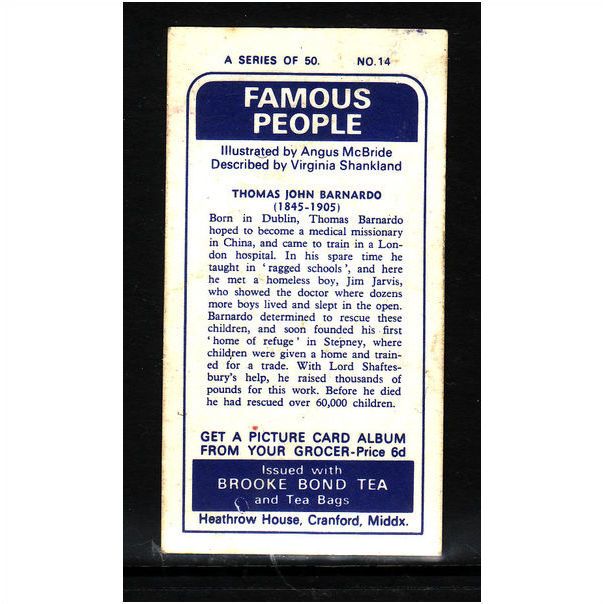 A SERIES OF 50. NO.14
FAMOUS
PEOPLE
Illustrated by Angus McBride
Described by Virginia Shankland
THOMAS JOHN BARNARDO
(1845-1905)
Born in Dublin, Thomas Barnardo
hoped to become a medical missionary
in China, and came to train in a Lon-
don hospital. In his spare time he
taught in ‘ragged schools’, and here
he met a homeless boy, Jim Jarvis,
who showed the doctor where dozens
more boys lived and slept in the open.
Barnardo determined to rescue these
children, and soon founded his first
‘home of refuge’ in Stepney, where
children were given a home and train-
ed for a trade. With Lord Shaftes-
bury's help, he raised thousands of
pounds for this work. Before he died
he had rescued over 60,000 children.
GET A PICTURE CARD ALBUM
FROM YOUR GROCER-Price 6d
Issued with
BROOKE BOND TEA
and Tea Bags
Heathrow House, Cranford, Middx.